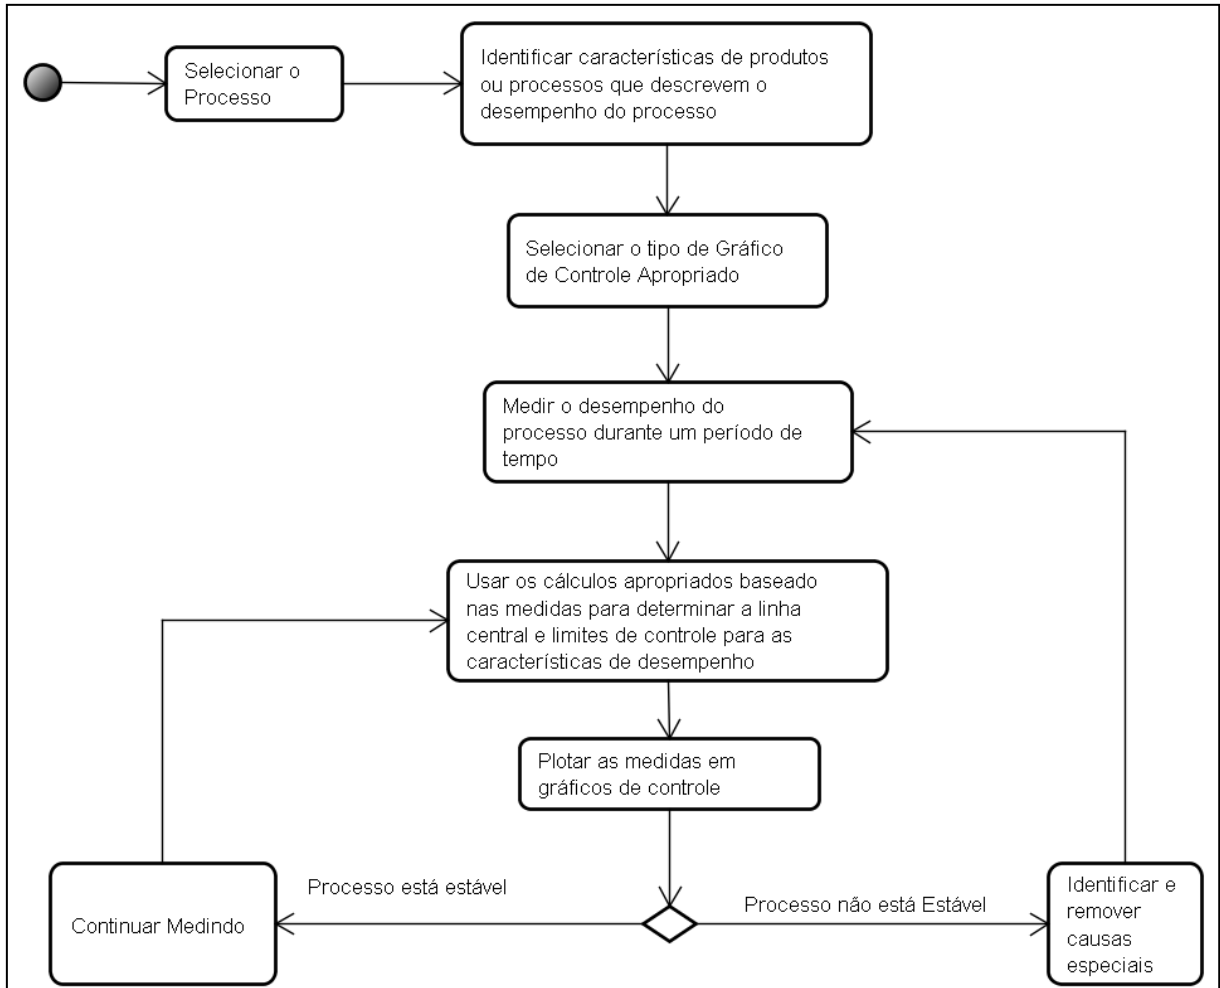 Selecionar o
Processo
Identificar características de produtos
ou processos que descrevem o
desempenho do processo
Selecionar o tipo de Gráfico
de Controle Apropriado
Medir o desempenho do
processo durante um período de
tempo
Usar os cálculos apropriados baseado
nas medidas para determinar a linha
central e limites de controle para as
características de desempenho
Plotar as medidas em
gráficos de controle
Processo está estável
Processo não está Estável
Continuar Medindo
Identificar e
remover
causas
especiais